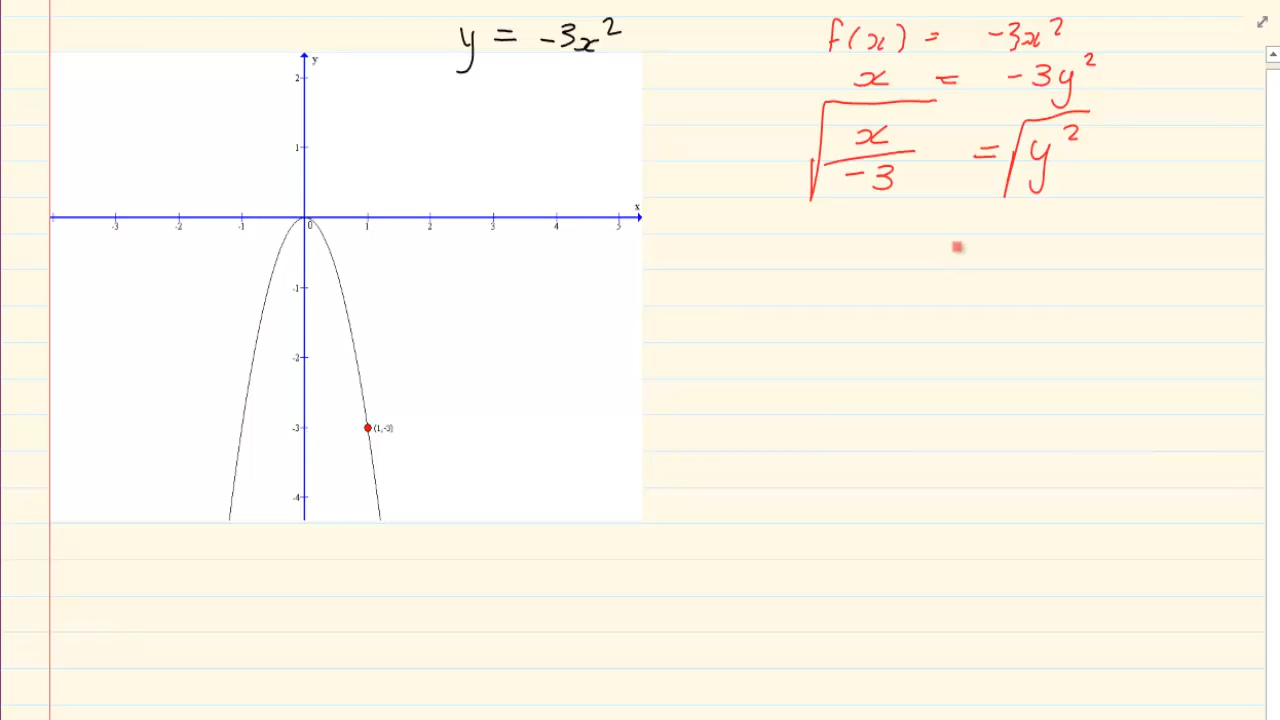 y = -3x²
f(x) = -3x²
x = -3y²
√(x/-3) = √(y²)
y
2
1
x
-3 -2 -1 0 1 2 3 4 5
-1
-2
-3 (1,-3)
-4